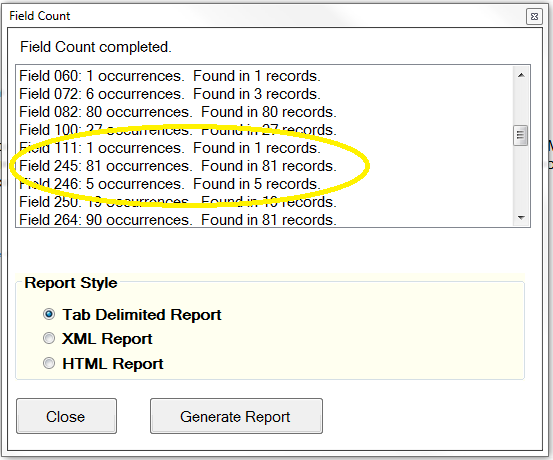 Field Count
Field Count completed.
Field 060: 1 occurrences.  Found in 1 records.
Field 072: 6 occurrences.  Found in 3 records.
Field 082: 80 occurrences.  Found in 80 records.
Field 100: 27 occurrences.  Found in 27 records.
Field 111: 1 occurrences.  Found in 1 records.
Field 245: 81 occurrences.  Found in 81 records.
Field 246: 5 occurrences.  Found in 5 records.
Field 250: occurrences.  Found in records.
Field 264: 90 occurrences.  Found in 81 records.
Report Style
Tab Delimited Report
XML Report
HTML Report
Close
Generate Report